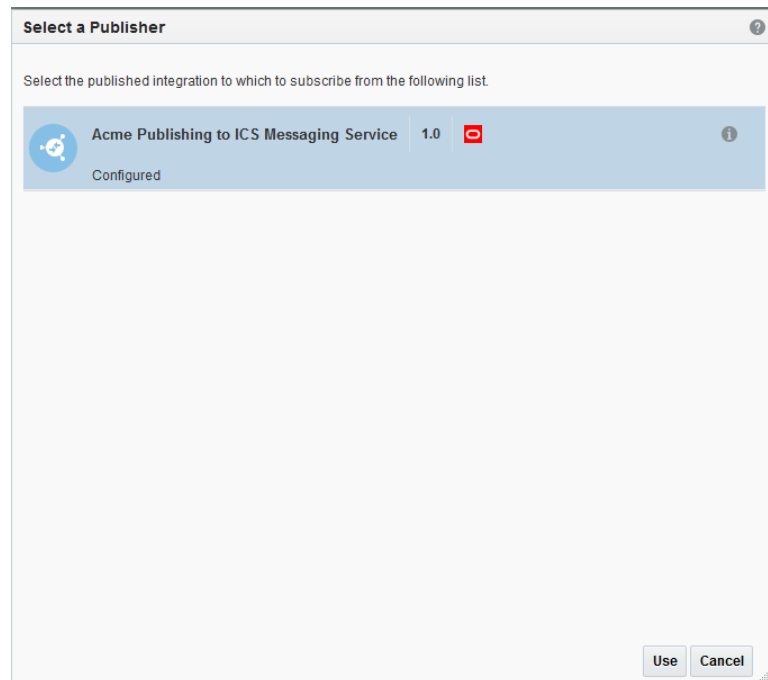 Select a Publisher
Select the published integration to which to subscribe from the following list.
Acme Publishing to ICS Messaging Service 1.0
Configured
Use Cancel